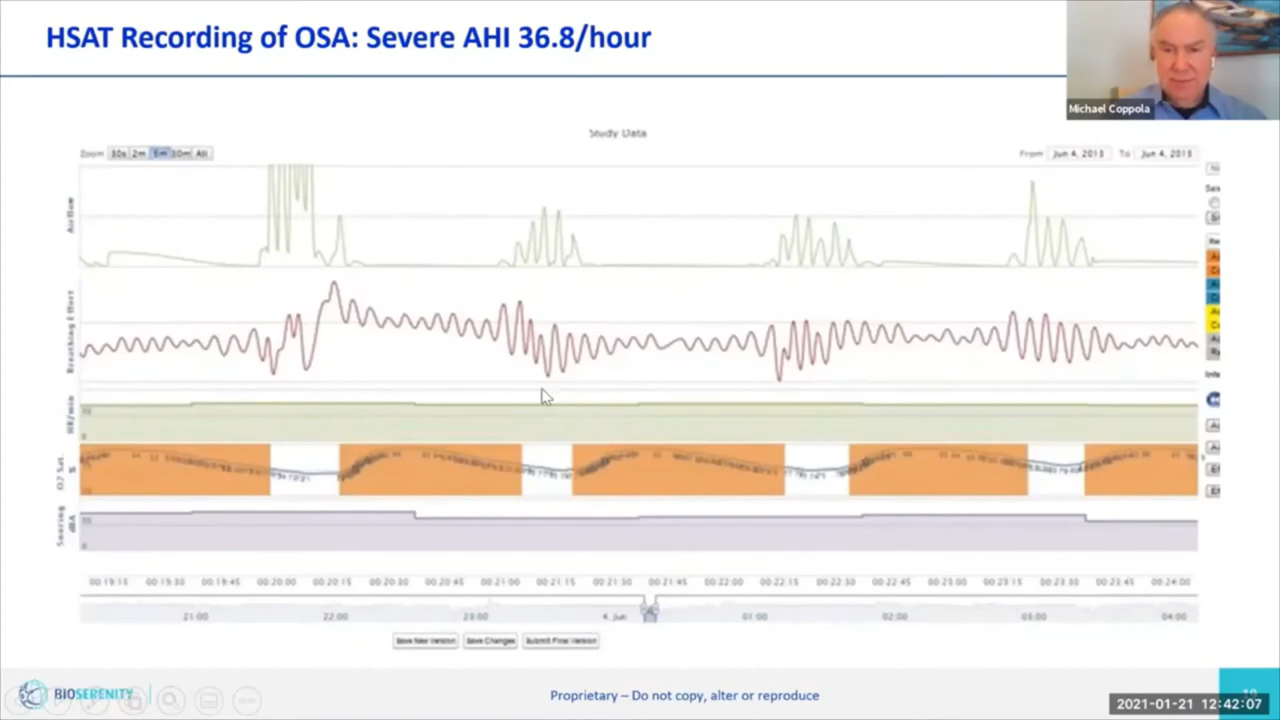 HSAT Recording of OSA: Severe AHI 36.8/hour
Michael Coppola
Study Data
Zoom 30s 2m 5m 30m All
From Jun 4, 2013 To Jun 4, 2013
Airflow
Breathing Effort
HR/min
O2 Sat. %
Snoring dBA
00:19:15 00:19:30 00:19:45 00:20:00 00:20:15 00:20:30 00:20:45 00:21:00 00:21:15 00:21:30 00:21:45 00:22:00 00:22:15 00:22:30 00:22:45 00:23:00 00:23:15 00:23:30 00:23:45 00:24:00
21:00 22:00 23:00 4. Jun 01:00 02:00 03:00 04:00
Save New Version Save Changes Submit Final Version
BIOSERENITY
Proprietary – Do not copy, alter or reproduce
2021-01-21 12:42:07